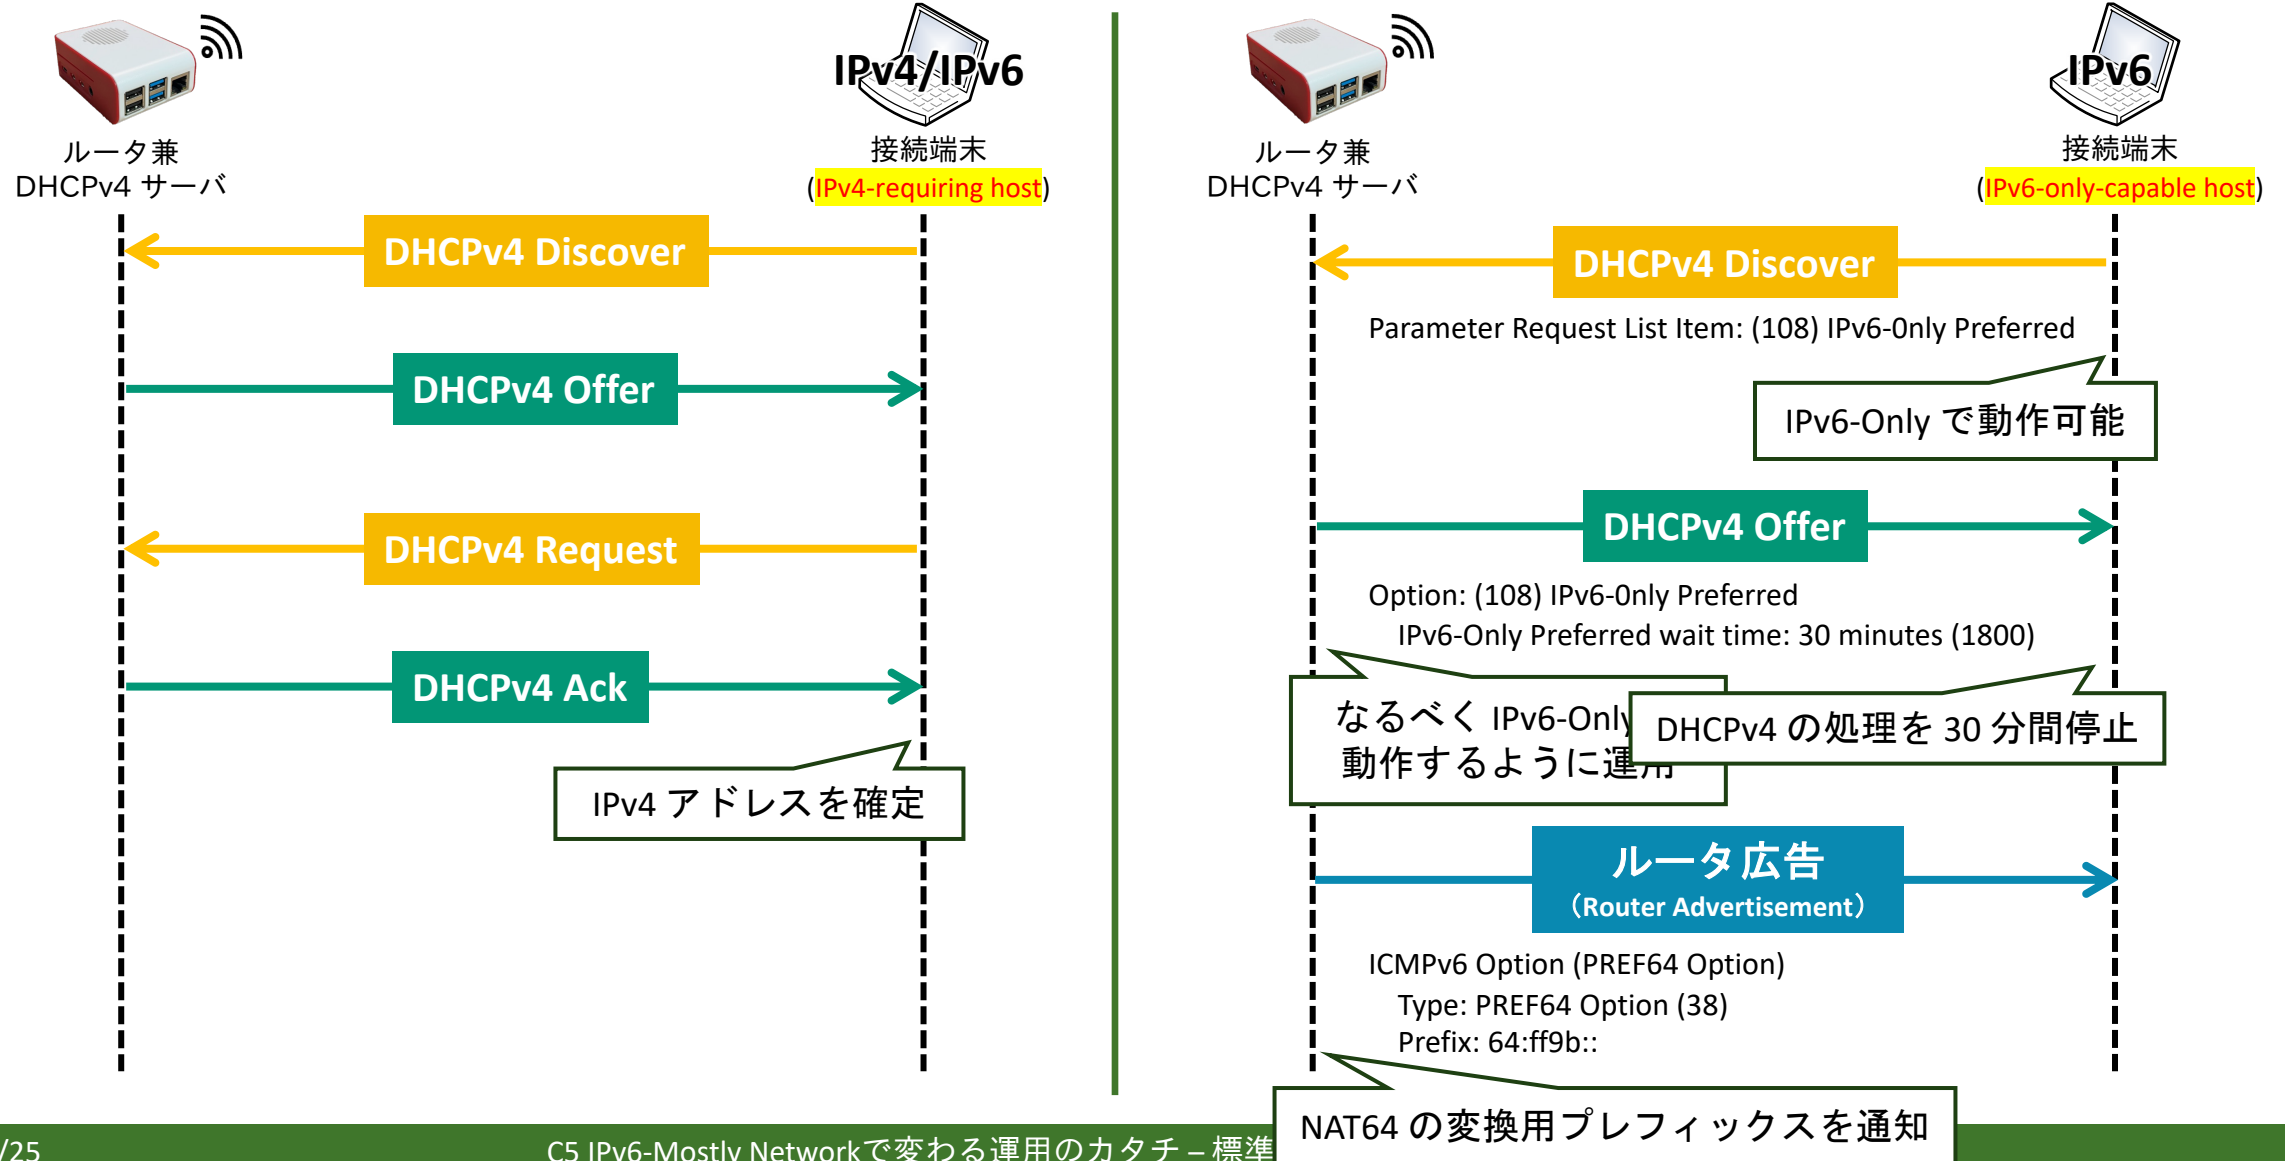 IPv4/IPv6
ルータ兼
DHCPv4 サーバ
接続端末
(IPv4-requiring host)
DHCPv4 Discover
DHCPv4 Offer
DHCPv4 Request
DHCPv4 Ack
IPv4 アドレスを確定
IPv6
ルータ兼
DHCPv4 サーバ
接続端末
(IPv6-only-capable host)
DHCPv4 Discover
Parameter Request List Item: (108) IPv6-0nly Preferred
IPv6-Only で動作可能
DHCPv4 Offer
Option: (108) IPv6-0nly Preferred
IPv6-Only Preferred wait time: 30 minutes (1800)
なるべく IPv6-Only
動作するように運用
DHCPv4 の処理を 30 分間停止
ルータ広告
（Router Advertisement）
ICMPv6 Option (PREF64 Option)
Type: PREF64 Option (38)
Prefix: 64:ff9b::
NAT64 の変換用プレフィックスを通知
/25
C5 IPv6-Mostly Networkで変わる運用のカタチ – 標準